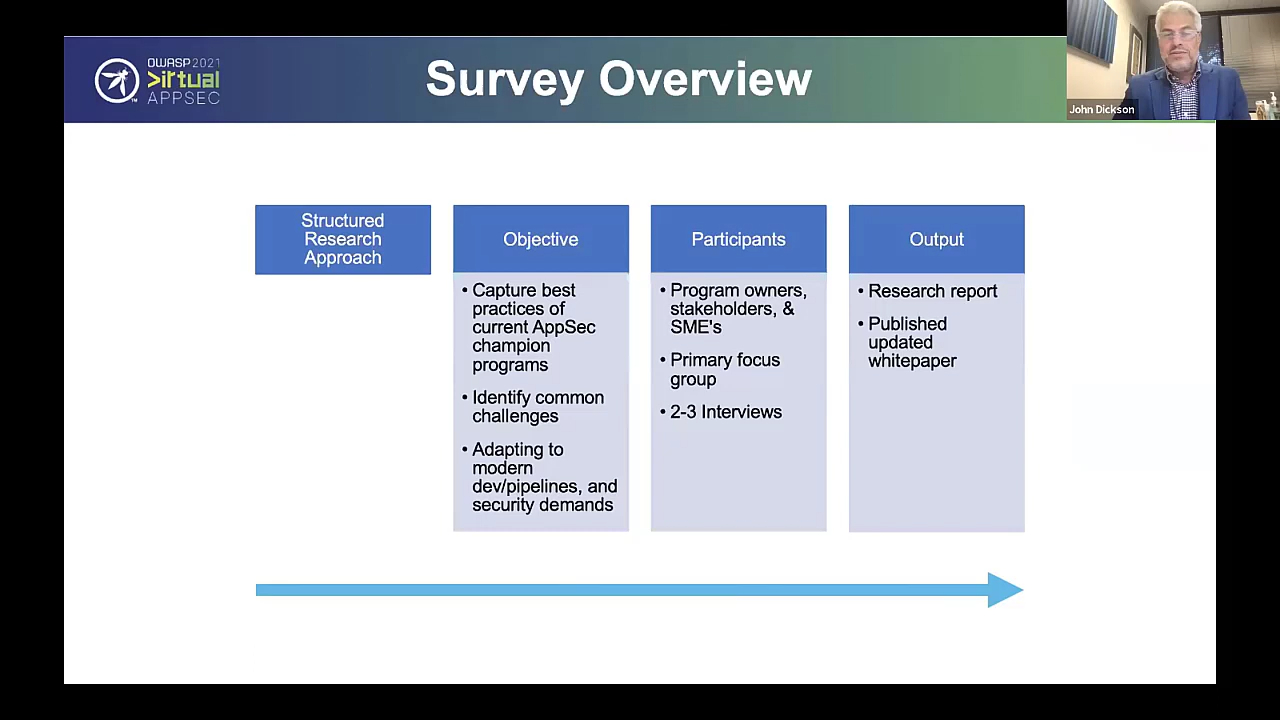 OWASP 2021
Virtual
APPSEC
Survey Overview
John Dickson
Structured
Research
Approach
Objective
• Capture best
practices of
current AppSec
champion
programs
• Identify common
challenges
• Adapting to
modern
dev/pipelines, and
security demands
Participants
• Program owners,
stakeholders, &
SME's
• Primary focus
group
• 2-3 Interviews
Output
• Research report
• Published
updated
whitepaper